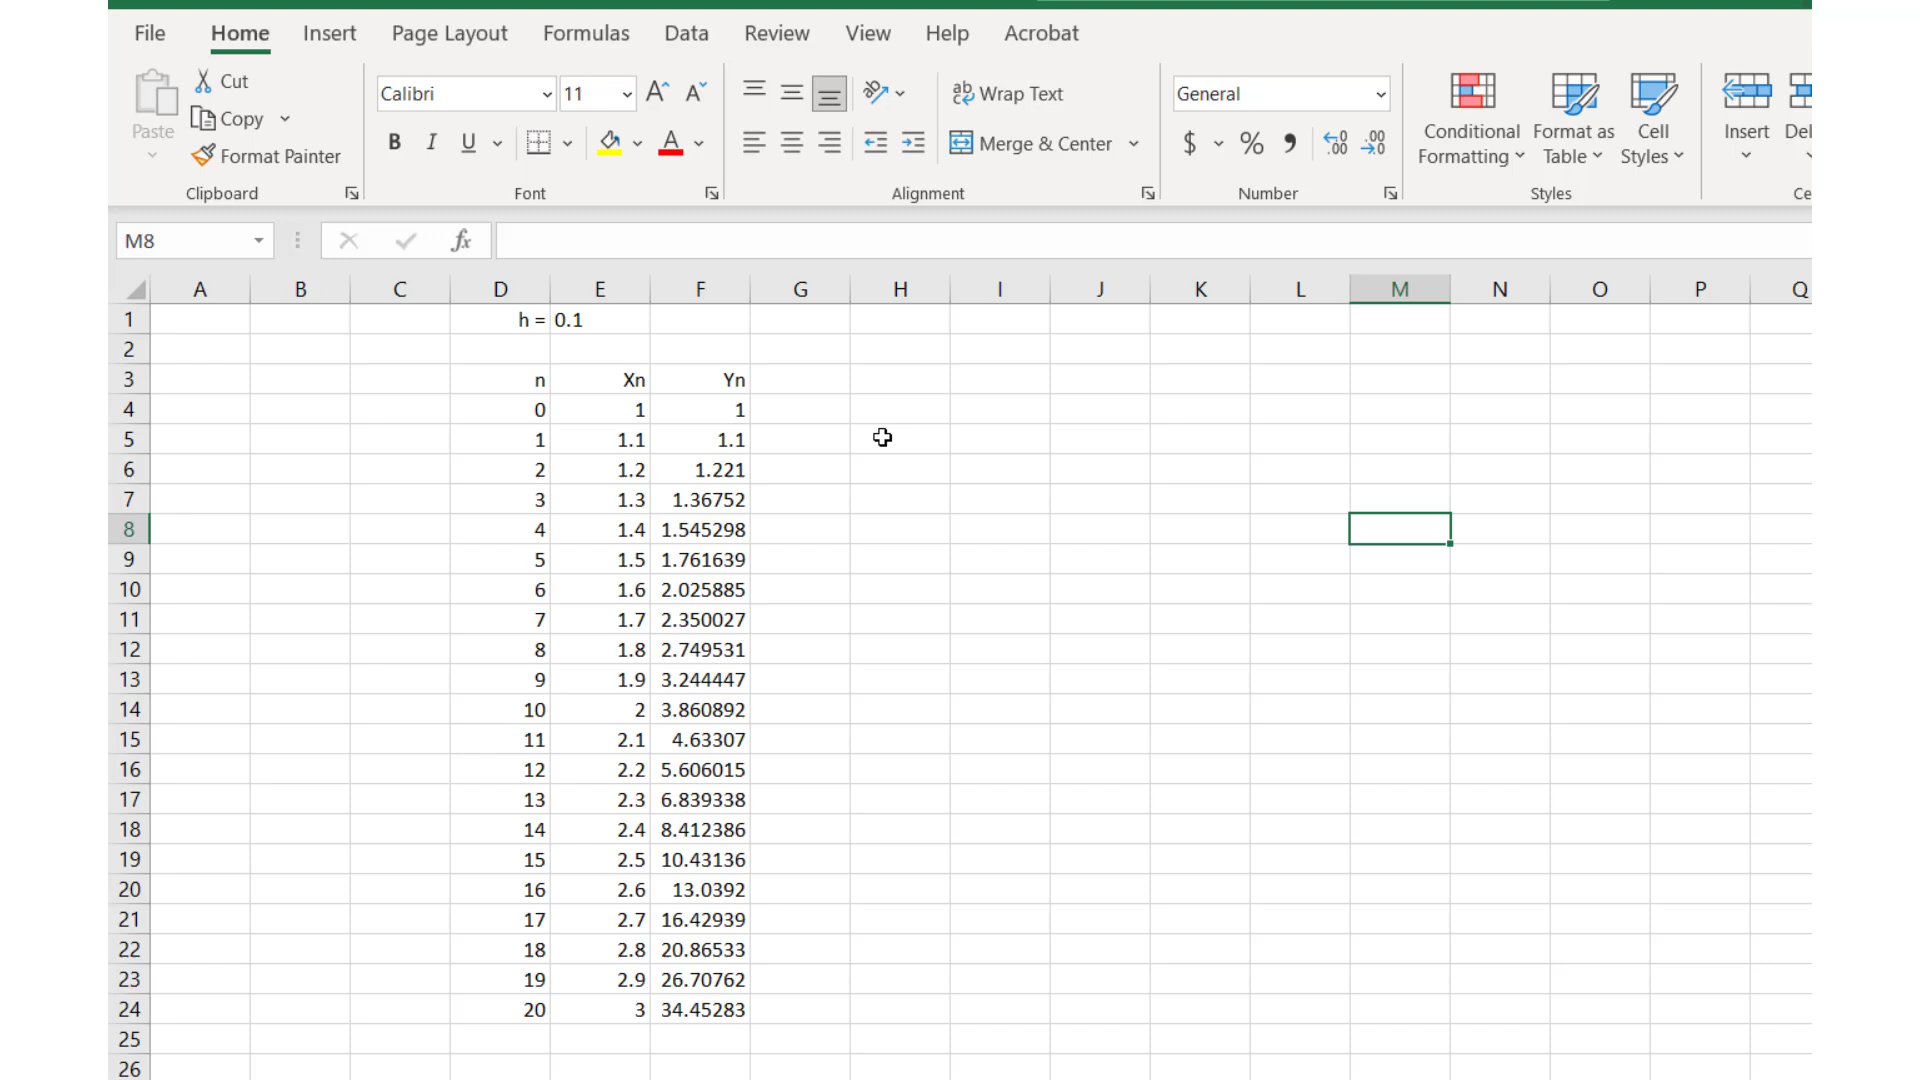 File Home Insert Page Layout Formulas Data Review View Help Acrobat
Cut
Copy
Paste
Format Painter
Clipboard
Calibri 11
B I U
Font
Wrap Text
Merge & Center
Alignment
General
$ % ,
Number
Conditional Formatting
Format as Table
Cell Styles
Styles
Insert
Del
Ce
M8
fx
A B C D E F G H I J K L M N O P Q
1 h = 0.1
2
3 n Xn Yn
4 0 1 1
5 1 1.1 1.1
6 2 1.2 1.221
7 3 1.3 1.36752
8 4 1.4 1.545298
9 5 1.5 1.761639
10 6 1.6 2.025885
11 7 1.7 2.350027
12 8 1.8 2.749531
13 9 1.9 3.244447
14 10 2 3.860892
15 11 2.1 4.63307
16 12 2.2 5.606015
17 13 2.3 6.839338
18 14 2.4 8.412386
19 15 2.5 10.43136
20 16 2.6 13.0392
21 17 2.7 16.42939
22 18 2.8 20.86533
23 19 2.9 26.70762
24 20 3 34.45283
25
26